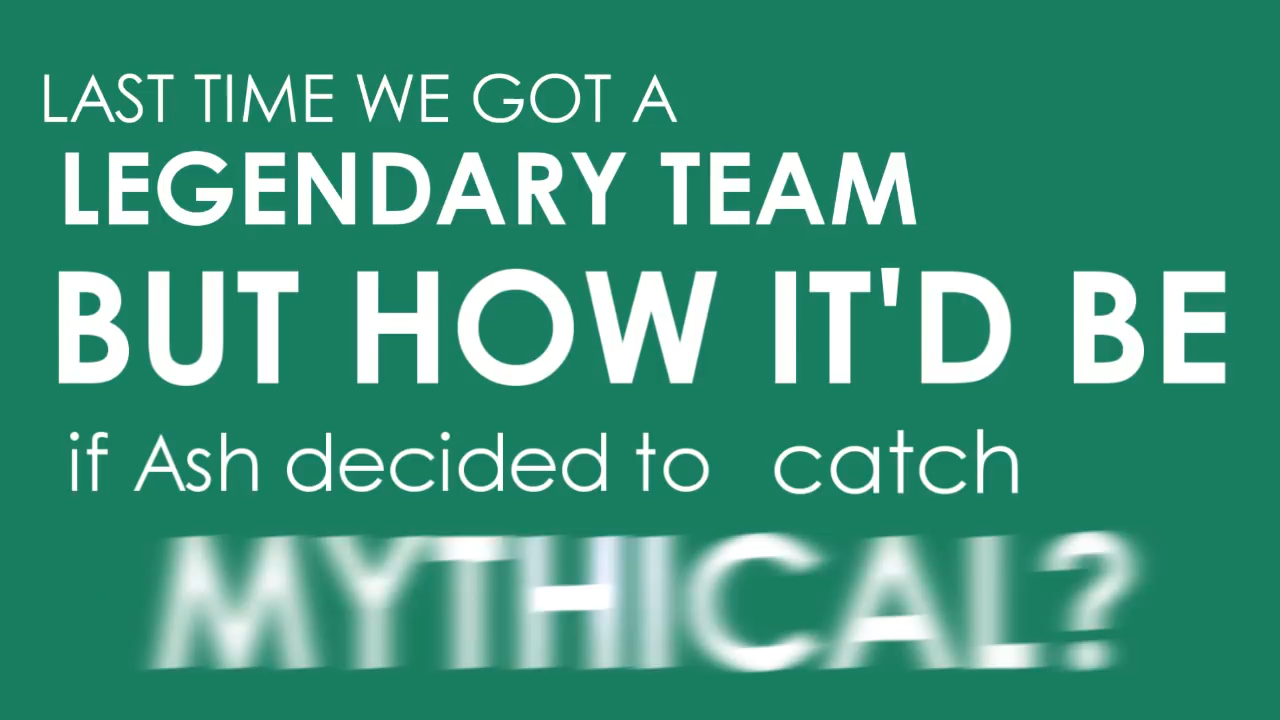 LAST TIME WE GOT A
LEGENDARY TEAM
BUT HOW IT'D BE
if Ash decided to catch
MYTHICAL?